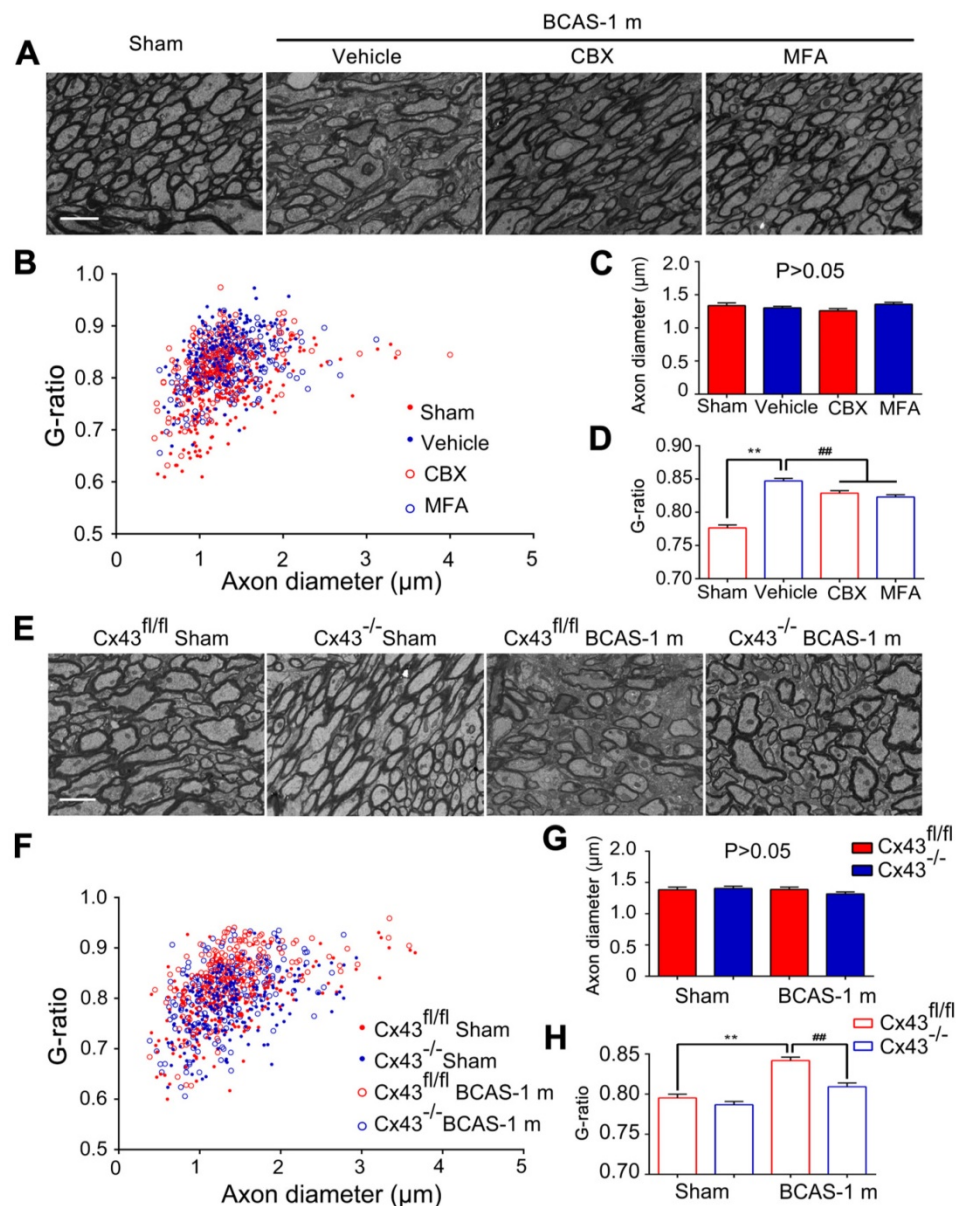 BCAS-1 m
Sham
A
Vehicle
CBX
MFA
B
1.0
0.9
0.8
0.7
0.6
0.5
G-ratio
Sham
Vehicle
CBX
MFA
0 1 2 3 4 5
Axon diameter (µm)
C
P>0.05
Axon diameter (µm)
2.0
1.5
1.0
0.5
0
Sham Vehicle CBX MFA
D
** ##
G-ratio
0.90
0.85
0.80
0.75
0.70
Sham Vehicle CBX MFA
E
Cx43fl/fl Sham
Cx43-/- Sham
Cx43fl/fl BCAS-1 m
Cx43-/- BCAS-1 m
F
1.0
0.9
0.8
0.7
0.6
0.5
G-ratio
Cx43fl/fl Sham
Cx43-/- Sham
Cx43fl/fl BCAS-1 m
Cx43-/- BCAS-1 m
0 1 2 3 4 5
Axon diameter (µm)
G
P>0.05
Cx43fl/fl
Cx43-/-
Axon diameter (µm)
2.0
1.5
1.0
0.5
0
Sham BCAS-1 m
H
Cx43fl/fl
Cx43-/-
** ##
G-ratio
0.85
0.80
0.75
0.70
Sham BCAS-1 m